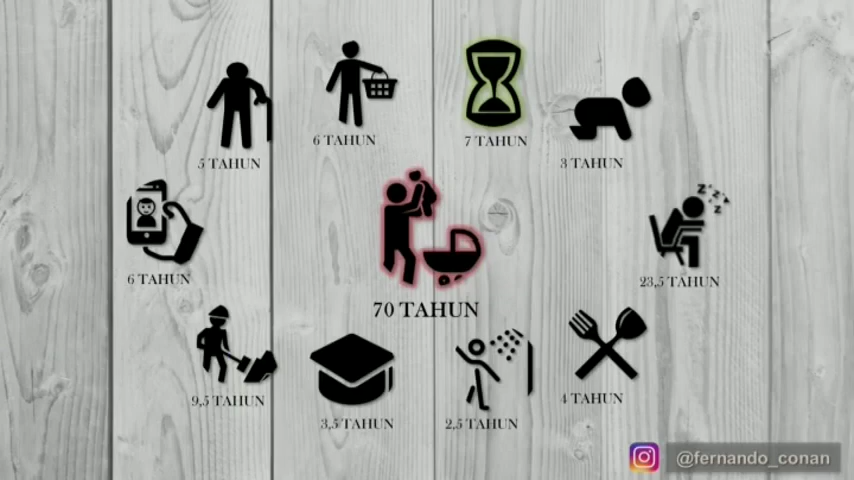 6 TAHUN
7 TAHUN
5 TAHUN
3 TAHUN
z z z z z
6 TAHUN
23,5 TAHUN
70 TAHUN
9,5 TAHUN
3,5 TAHUN
2,5 TAHUN
4 TAHUN
@fernando_conan